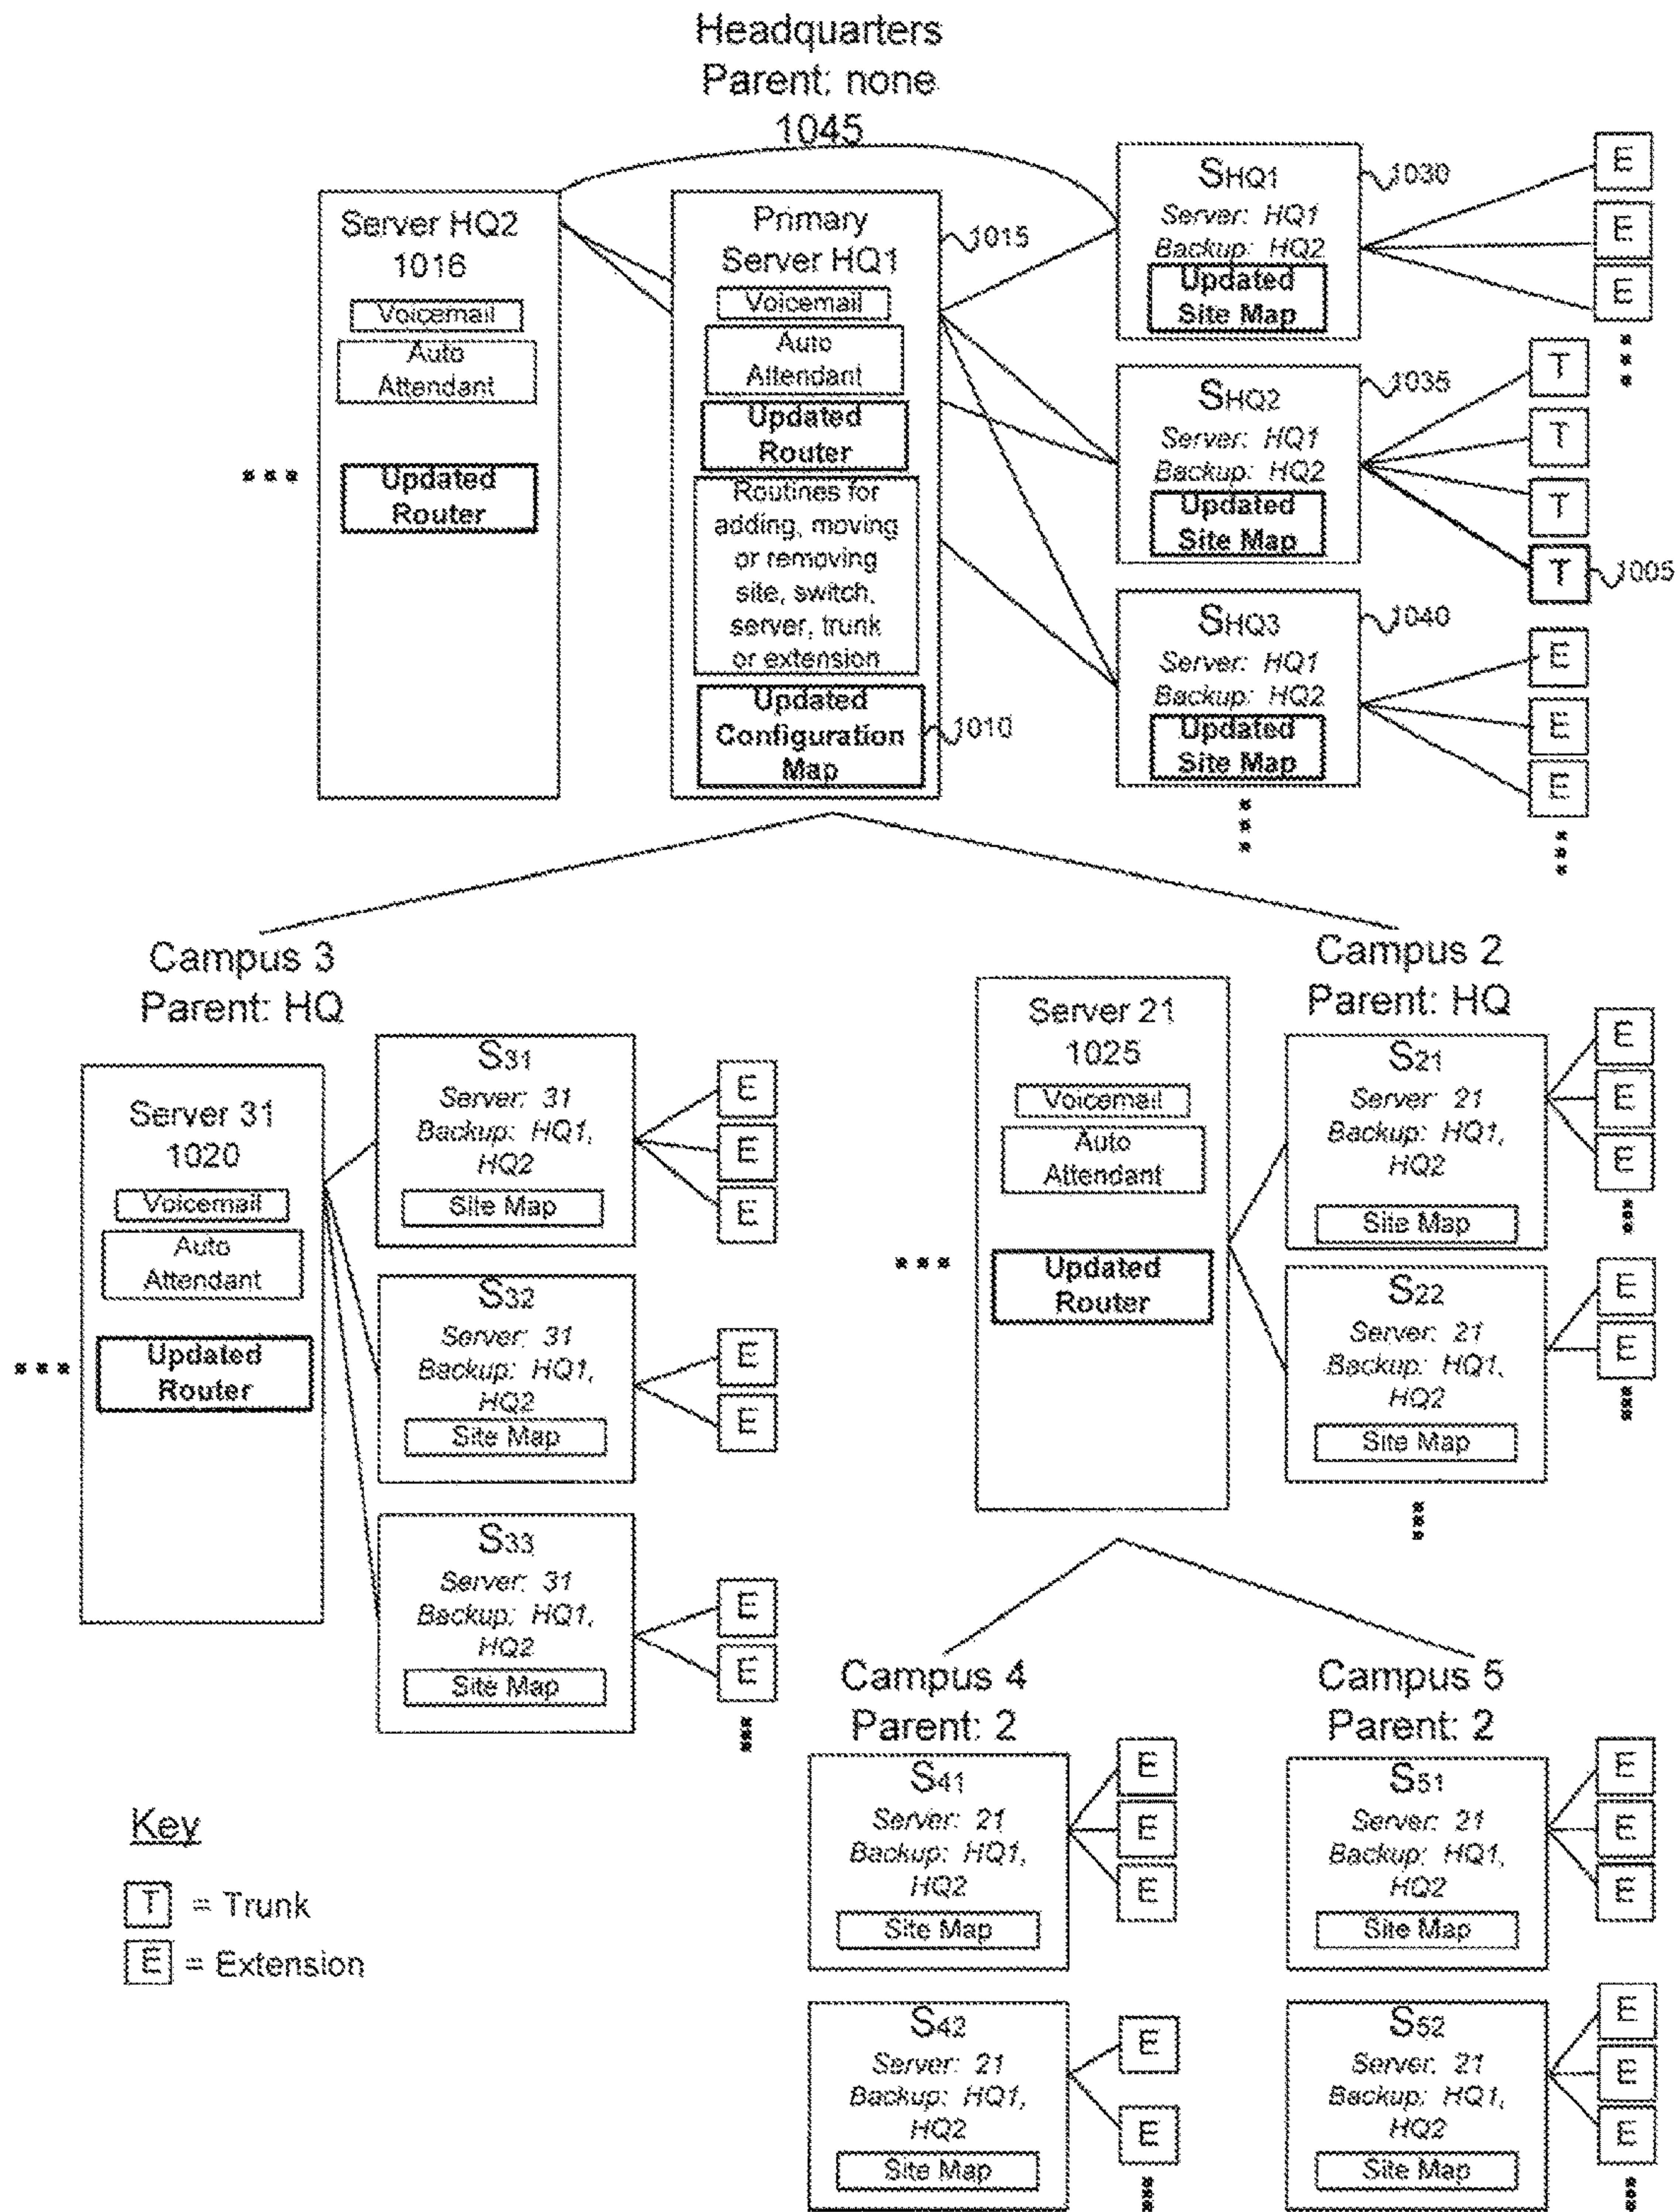 Headquarters
Parent: none
1045
Server HQ2
1016
Voicemail
Auto
Attendant
Updated
Router
Primary
Server HQ1
1015
Voicemail
Auto
Attendant
Updated
Router
Routines for
adding, moving
or removing
site, switch,
server, trunk
or extension
Updated
Configuration
Map
1010
SHQ1
1030
Server: HQ1
Backup: HQ2
Updated
Site Map
E
E
E
SHQ2
1035
Server: HQ1
Backup: HQ2
Updated
Site Map
T
T
T
T
1005
SHQ3
1040
Server: HQ1
Backup: HQ2
Updated
Site Map
E
E
E
Campus 3
Parent: HQ
Server 31
1020
Voicemail
Auto
Attendant
Updated
Router
S31
Server: 31
Backup: HQ1,
HQ2
Site Map
E
E
E
S32
Server: 31
Backup: HQ1,
HQ2
Site Map
E
E
S33
Server: 31
Backup: HQ1,
HQ2
Site Map
E
E
Campus 2
Parent: HQ
Server 21
1025
Voicemail
Auto
Attendant
Updated
Router
S21
Server: 21
Backup: HQ1,
HQ2
Site Map
E
E
E
S22
Server: 21
Backup: HQ1,
HQ2
Site Map
E
E
Campus 4
Parent: 2
S41
Server: 21
Backup: HQ1,
HQ2
Site Map
E
E
E
S42
Server: 21
Backup: HQ1,
HQ2
Site Map
E
E
Campus 5
Parent: 2
S51
Server: 21
Backup: HQ1,
HQ2
Site Map
E
E
E
S52
Server: 21
Backup: HQ1,
HQ2
Site Map
E
E
E
Key
T = Trunk
E = Extension